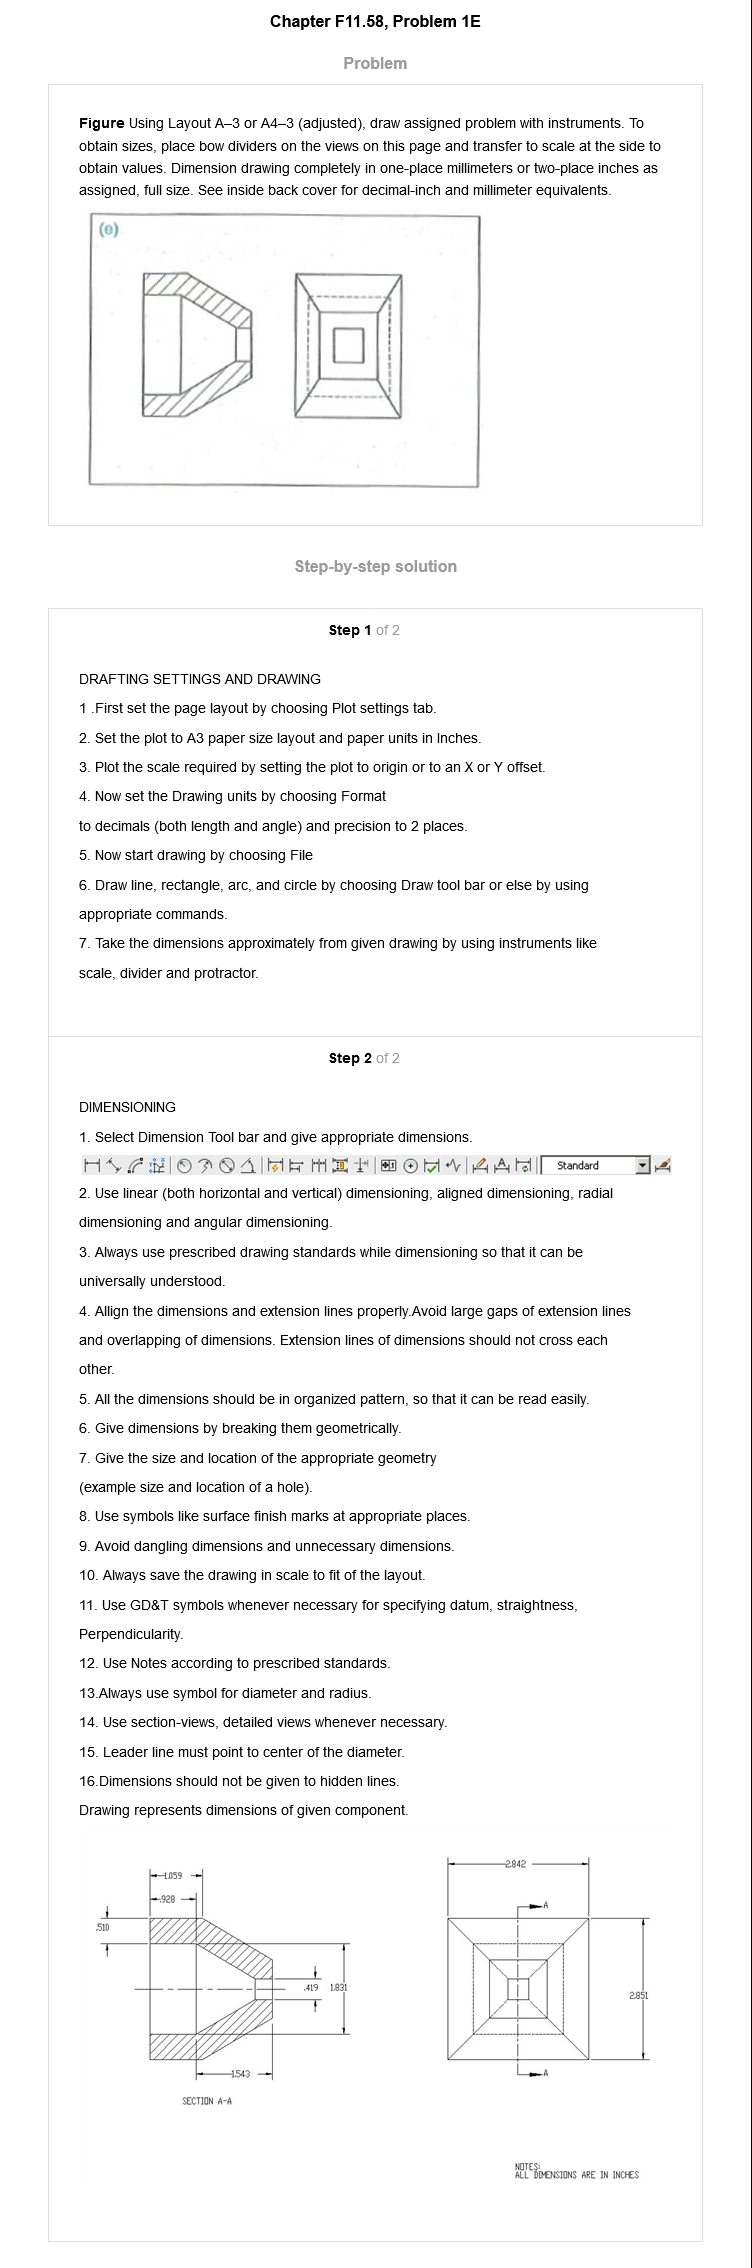 Chapter F11.58, Problem 1E
Problem
Figure Using Layout A–3 or A4–3 (adjusted), draw assigned problem with instruments. To
obtain sizes, place bow dividers on the views on this page and transfer to scale at the side to
obtain values. Dimension drawing completely in one-place millimeters or two-place inches as
assigned, full size. See inside back cover for decimal-inch and millimeter equivalents.
(e)
Step-by-step solution
Step 1 of 2
DRAFTING SETTINGS AND DRAWING
1 .First set the page layout by choosing Plot settings tab.
2. Set the plot to A3 paper size layout and paper units in Inches.
3. Plot the scale required by setting the plot to origin or to an X or Y offset.
4. Now set the Drawing units by choosing Format
to decimals (both length and angle) and precision to 2 places.
5. Now start drawing by choosing File
6. Draw line, rectangle, arc, and circle by choosing Draw tool bar or else by using
appropriate commands.
7. Take the dimensions approximately from given drawing by using instruments like
scale, divider and protractor.
Step 2 of 2
DIMENSIONING
1. Select Dimension Tool bar and give appropriate dimensions.
Standard
2. Use linear (both horizontal and vertical) dimensioning, aligned dimensioning, radial
dimensioning and angular dimensioning.
3. Always use prescribed drawing standards while dimensioning so that it can be
universally understood.
4. Allign the dimensions and extension lines properly.Avoid large gaps of extension lines
and overlapping of dimensions. Extension lines of dimensions should not cross each
other.
5. All the dimensions should be in organized pattern, so that it can be read easily.
6. Give dimensions by breaking them geometrically.
7. Give the size and location of the appropriate geometry
(example size and location of a hole).
8. Use symbols like surface finish marks at appropriate places.
9. Avoid dangling dimensions and unnecessary dimensions.
10. Always save the drawing in scale to fit of the layout.
11. Use GD&T symbols whenever necessary for specifying datum, straightness,
Perpendicularity.
12. Use Notes according to prescribed standards.
13.Always use symbol for diameter and radius.
14. Use section-views, detailed views whenever necessary.
15. Leader line must point to center of the diameter.
16.Dimensions should not be given to hidden lines.
Drawing represents dimensions of given component.
1.059
.928
.510
.419
1.831
1.543
SECTION A-A
2.842
A
2.851
A
NOTES:
ALL DIMENSIONS ARE IN INCHES